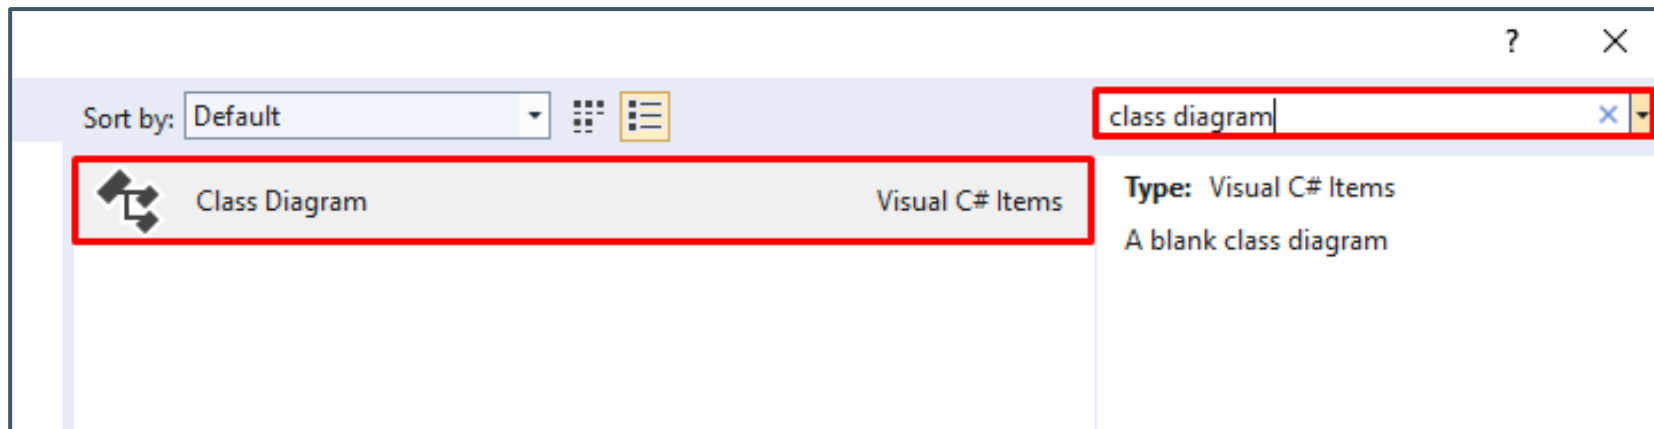 ?
Sort by: Default
class diagram
Class Diagram Visual C# Items
Type: Visual C# Items
A blank class diagram